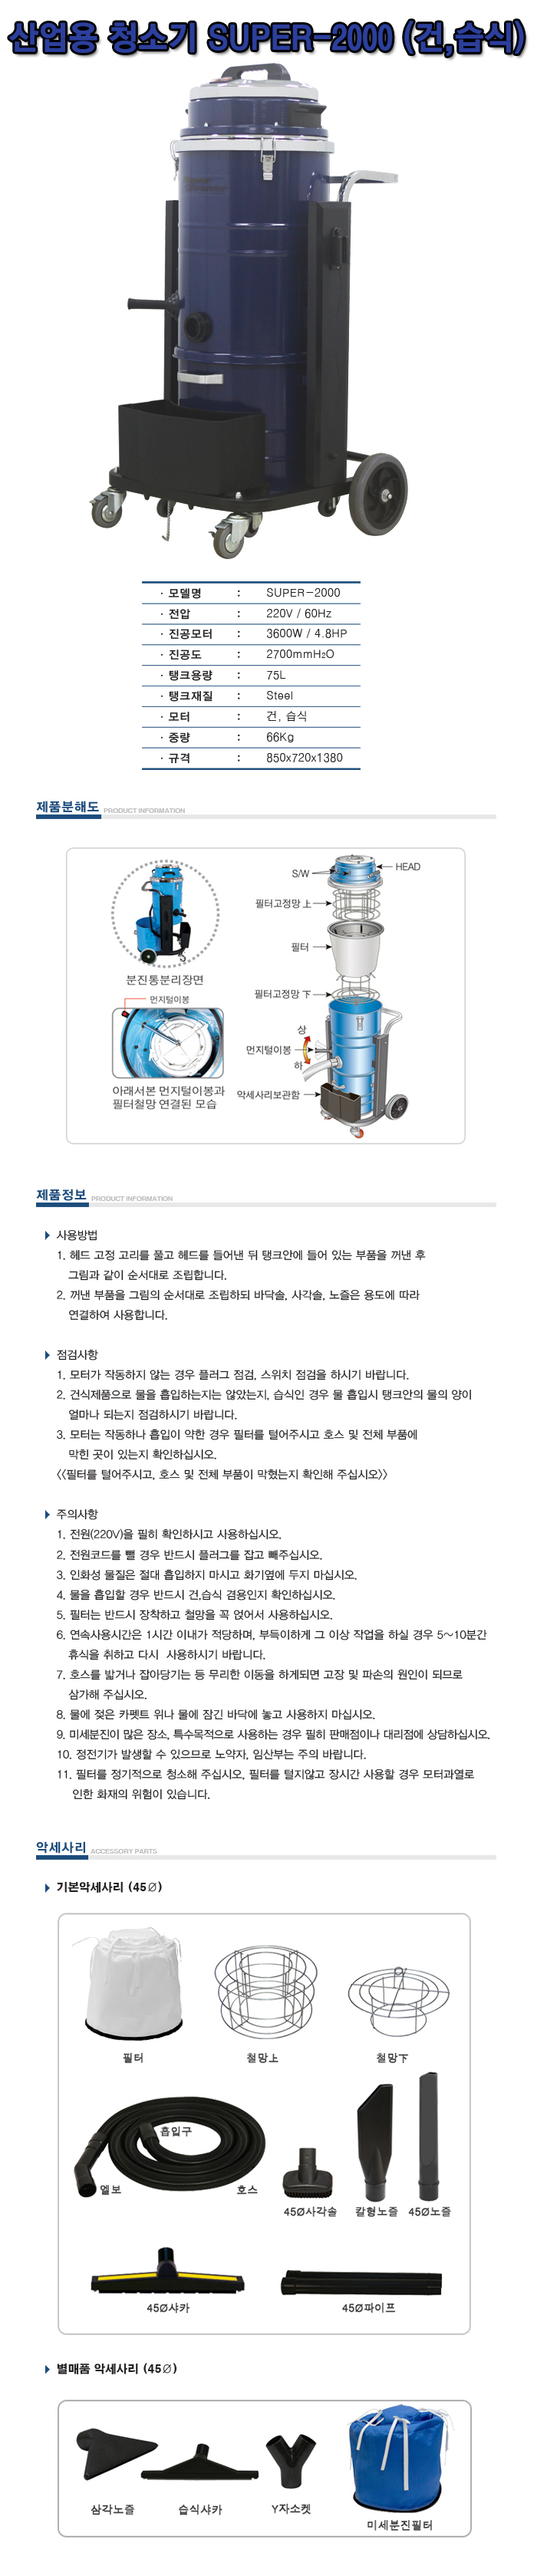 산업용 청소기 SUPER-2000 (건,습식)
· 모델명 : SUPER-2000
· 전압 : 220V / 60Hz
· 진공모터 : 3600W / 4.8HP
· 진공도 : 2700mmH₂O
· 탱크용량 : 75L
· 탱크재질 : Steel
· 모터 : 건, 습식
· 중량 : 66Kg
· 규격 : 850x720x1380
제품분해도 PRODUCT INFORMATION
S/W
HEAD
필터고정망 上
필터
필터고정망 下
상
먼지털이봉
하
악세사리보관함
분진통분리장면
먼지털이봉
아래서본 먼지털이봉과
필터철망 연결된 모습
제품정보 PRODUCT INFORMATION
사용방법
1. 헤드 고정 고리를 풀고 헤드를 들어낸 뒤 탱크안에 들어 있는 부품을 꺼낸 후
그림과 같이 순서대로 조립합니다.
2. 꺼낸 부품을 그림의 순서대로 조립하되 바닥솔, 사각솔, 노즐은 용도에 따라
연결하여 사용합니다.
점검사항
1. 모터가 작동하지 않는 경우 플러그 점검, 스위치 점검을 하시기 바랍니다.
2. 건식제품으로 물을 흡입하는지는 않았는지, 습식인 경우 물 흡입시 탱크안의 물의 양이
얼마나 되는지 점검하시기 바랍니다.
3. 모터는 작동하나 흡입이 약한 경우 필터를 털어주시고 호스 및 전체 부품에
막힌 곳이 있는지 확인하십시오.
<<필터를 털어주시고, 호스 및 전체 부품이 막혔는지 확인해 주십시오>>
주의사항
1. 전원(220V)을 필히 확인하시고 사용하십시오.
2. 전원코드를 뺄 경우 반드시 플러그를 잡고 빼주십시오.
3. 인화성 물질은 절대 흡입하지 마시고 화기옆에 두지 마십시오.
4. 물을 흡입할 경우 반드시 건,습식 겸용인지 확인하십시오.
5. 필터는 반드시 장착하고 철망을 꼭 얹어서 사용하십시오.
6. 연속사용시간은 1시간 이내가 적당하며, 부득이하게 그 이상 작업을 하실 경우 5~10분간
휴식을 취하고 다시 사용하시기 바랍니다.
7. 호스를 밟거나 잡아당기는 등 무리한 이동을 하게되면 고장 및 파손의 원인이 되므로
삼가해 주십시오.
8. 물에 젖은 카펫트 위나 물에 잠긴 바닥에 놓고 사용하지 마십시오.
9. 미세분진이 많은 장소, 특수목적으로 사용하는 경우 필히 판매점이나 대리점에 상담하십시오.
10. 정전기가 발생할 수 있으므로 노약자, 임산부는 주의 바랍니다.
11. 필터를 정기적으로 청소해 주십시오, 필터를 털지않고 장시간 사용할 경우 모터과열로
인한 화재의 위험이 있습니다.
악세사리 ACCESSORY PARTS
기본악세사리 (45∅)
필터
철망上
철망下
흡입구
엘보
호스
45∅사각솔
칼형노즐
45∅노즐
45∅샤카
45∅파이프
별매품 악세사리 (45∅)
삼각노즐
습식샤카
Y자소켓
미세분진필터